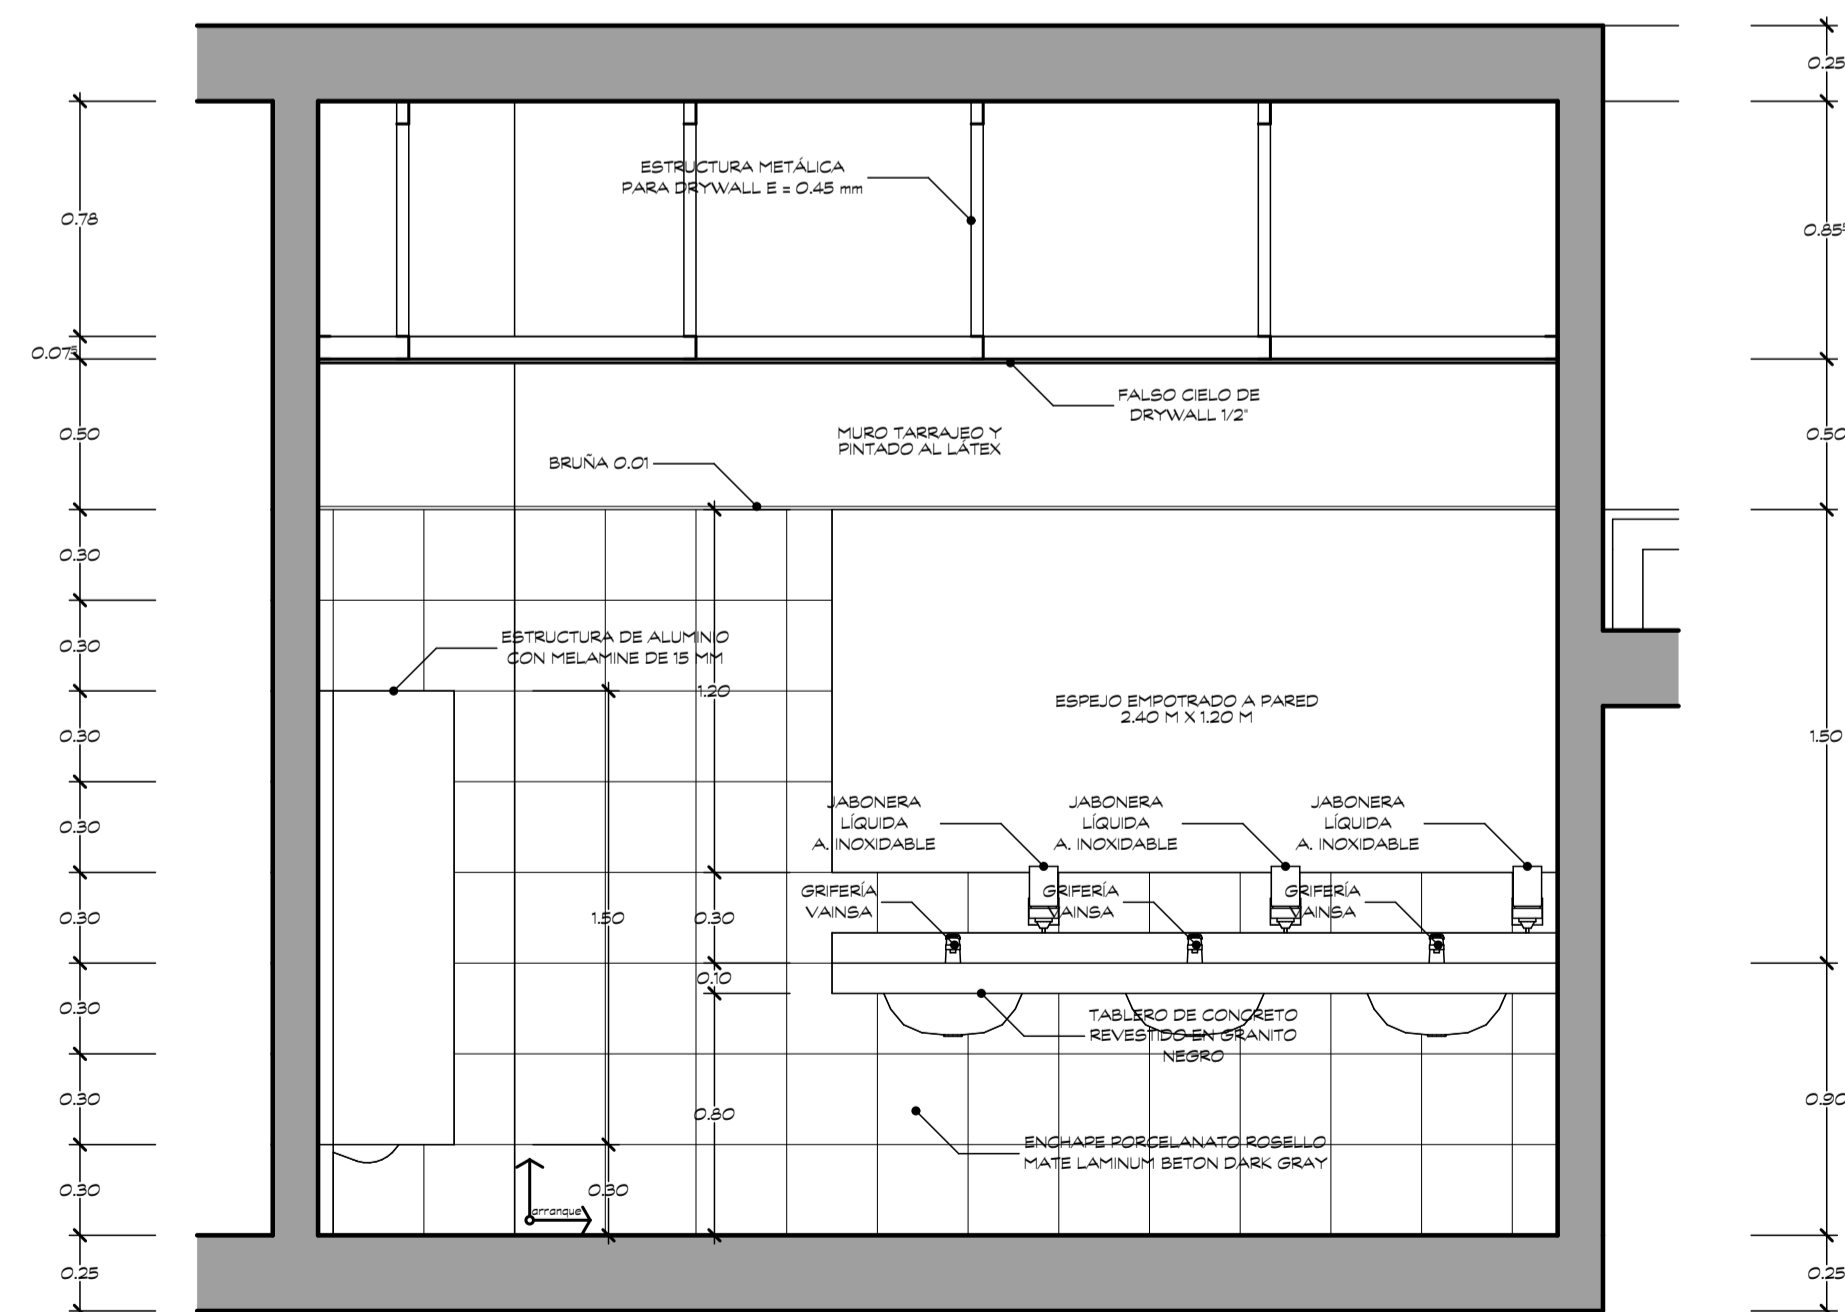 0.25
0.78
ESTRUCTURA METÁLICA
PARA DRYWALL E = 0.45 mm
0.85⁵
0.07⁵
FALSO CIELO DE
DRYWALL 1/2"
0.50
MURO TARRAJEO Y
PINTADO AL LÁTEX
0.50
BRUÑA 0.01
0.30
ESTRUCTURA DE ALUMINIO
CON MELAMINE DE 15 MM
0.30
1.20
ESPEJO EMPOTRADO A PARED
2.40 M X 1.20 M
0.30
1.50
JABONERA
LÍQUIDA
A. INOXIDABLE
JABONERA
LÍQUIDA
A. INOXIDABLE
JABONERA
LÍQUIDA
A. INOXIDABLE
0.30
GRIFERÍA
VAINSA
GRIFERÍA
VAINSA
GRIFERÍA
VAINSA
0.30
1.50
0.30
0.10
0.30
TABLERO DE CONCRETO
REVESTIDO EN GRANITO
NEGRO
0.30
0.80
0.90
ENCHAPE PORCELANATO ROSELLO
MATE LAMINUM BETON DARK GRAY
0.30
0.30
arranque
0.25
0.25